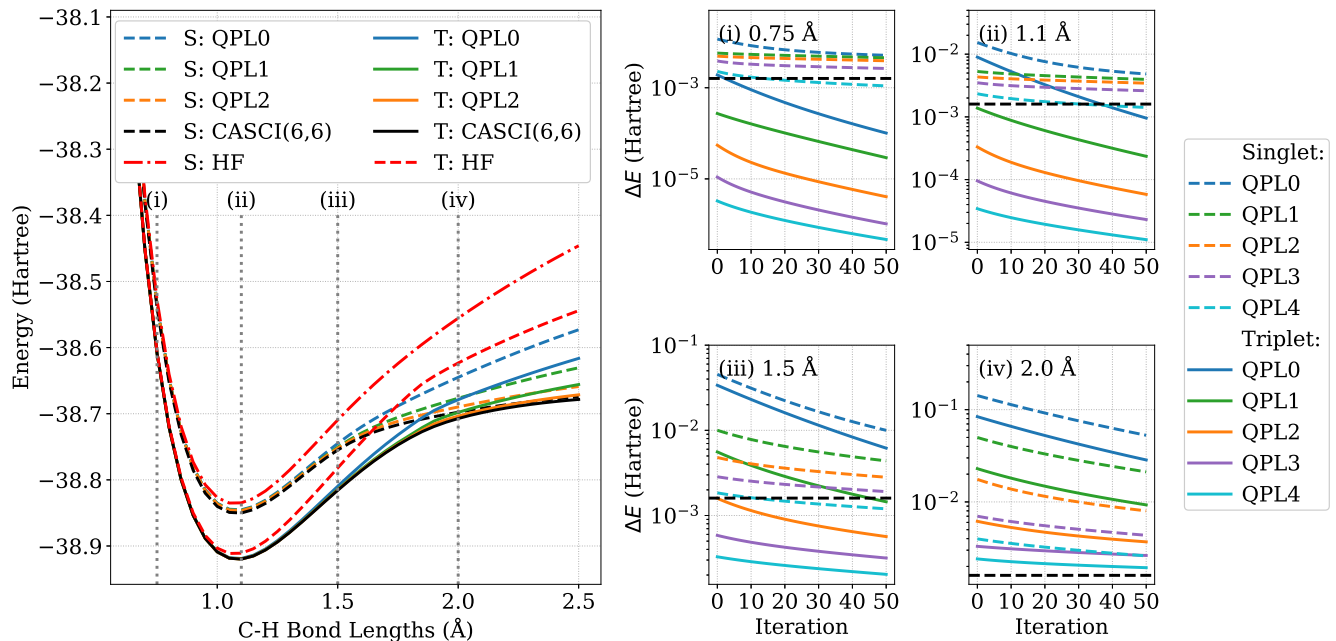 S: QPL0
S: QPL1
S: QPL2
S: CASCI(6,6)
S: HF
T: QPL0
T: QPL1
T: QPL2
T: CASCI(6,6)
T: HF
(i)
(ii)
(iii)
(iv)
−38.1
−38.2
−38.3
−38.4
−38.5
−38.6
−38.7
−38.8
−38.9
Energy (Hartree)
1.0
1.5
2.0
2.5
C-H Bond Lengths (Å)
(i) 0.75 Å
10⁻³
10⁻⁵
ΔE (Hartree)
0
10
20
30
40
50
(ii) 1.1 Å
10⁻²
10⁻³
10⁻⁴
10⁻⁵
0
10
20
30
40
50
(iii) 1.5 Å
10⁻¹
10⁻²
10⁻³
ΔE (Hartree)
0
10
20
30
40
50
Iteration
(iv) 2.0 Å
10⁻¹
10⁻²
0
10
20
30
40
50
Iteration
Singlet:
QPL0
QPL1
QPL2
QPL3
QPL4
Triplet:
QPL0
QPL1
QPL2
QPL3
QPL4